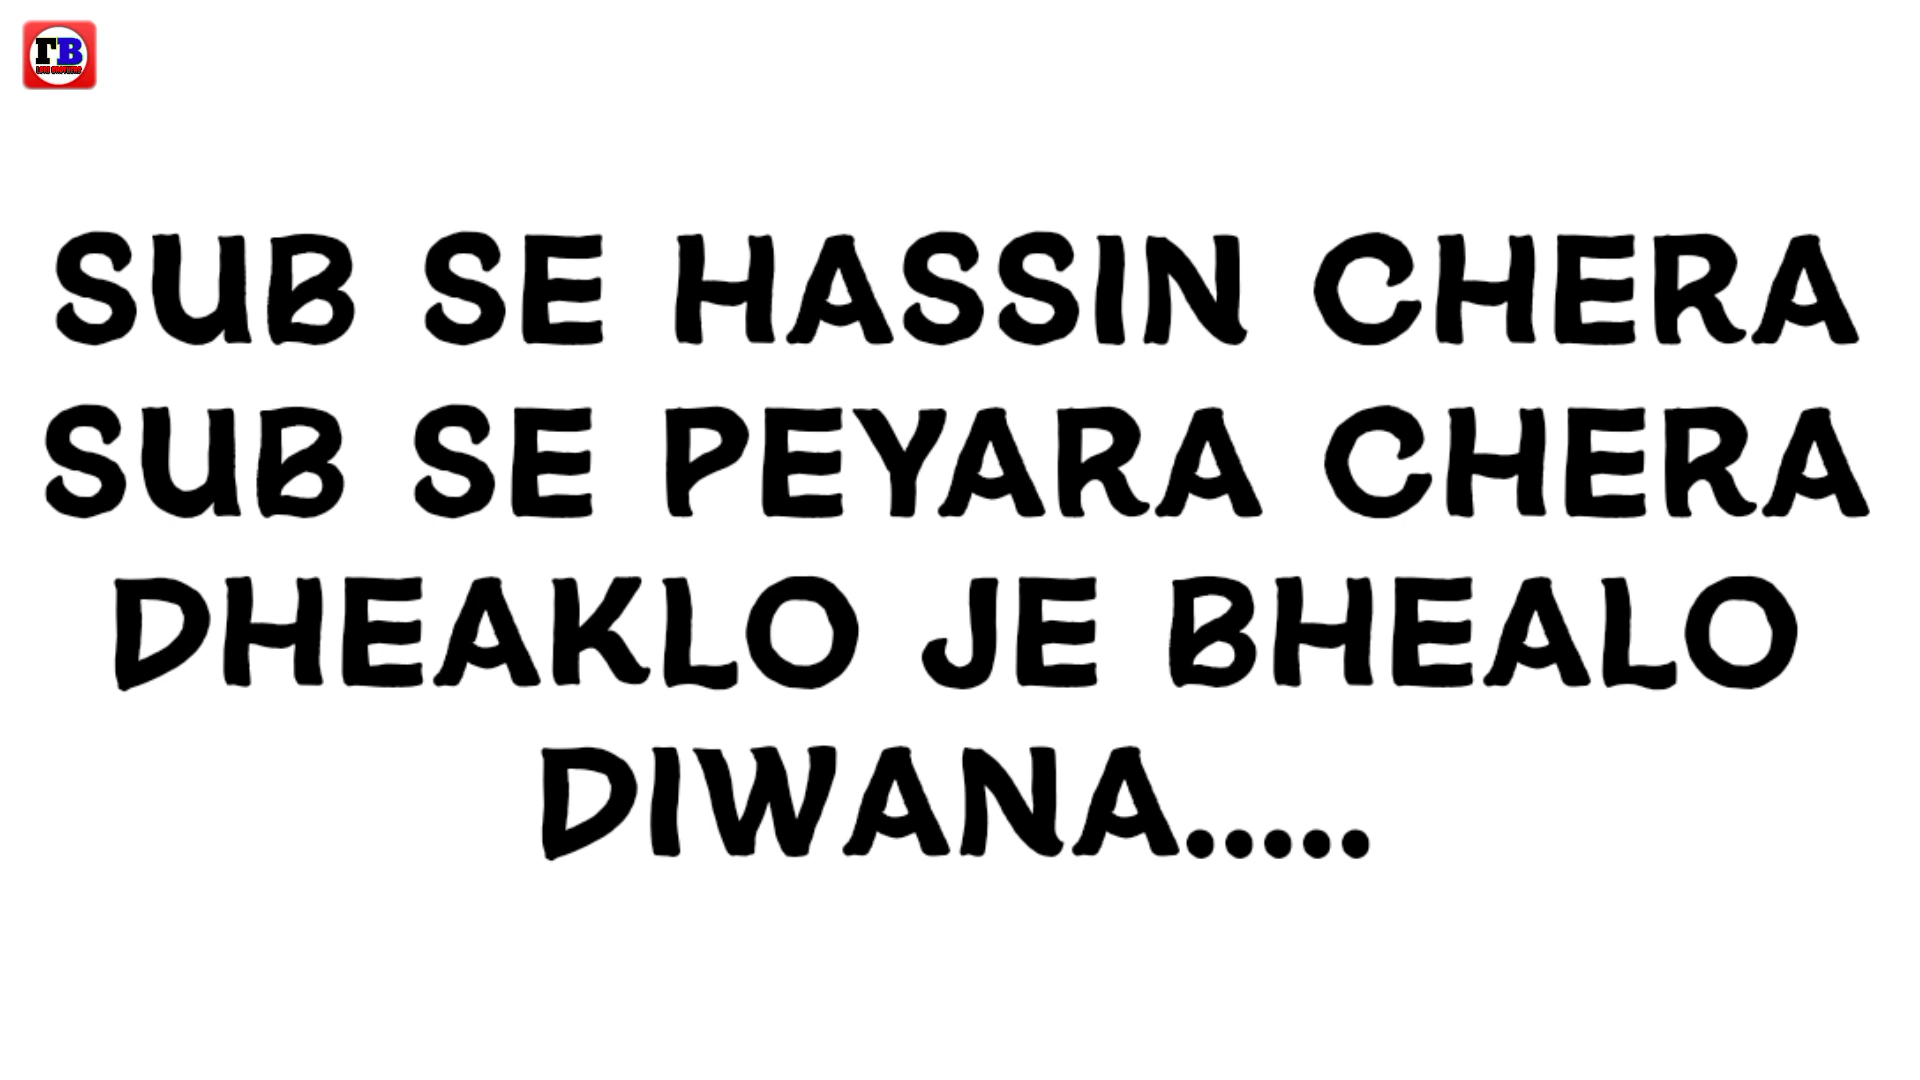 SUB SE HASSIN CHERA
SUB SE PEYARA CHERA
DHEAKLO JE BHEALO
DIWANA.....